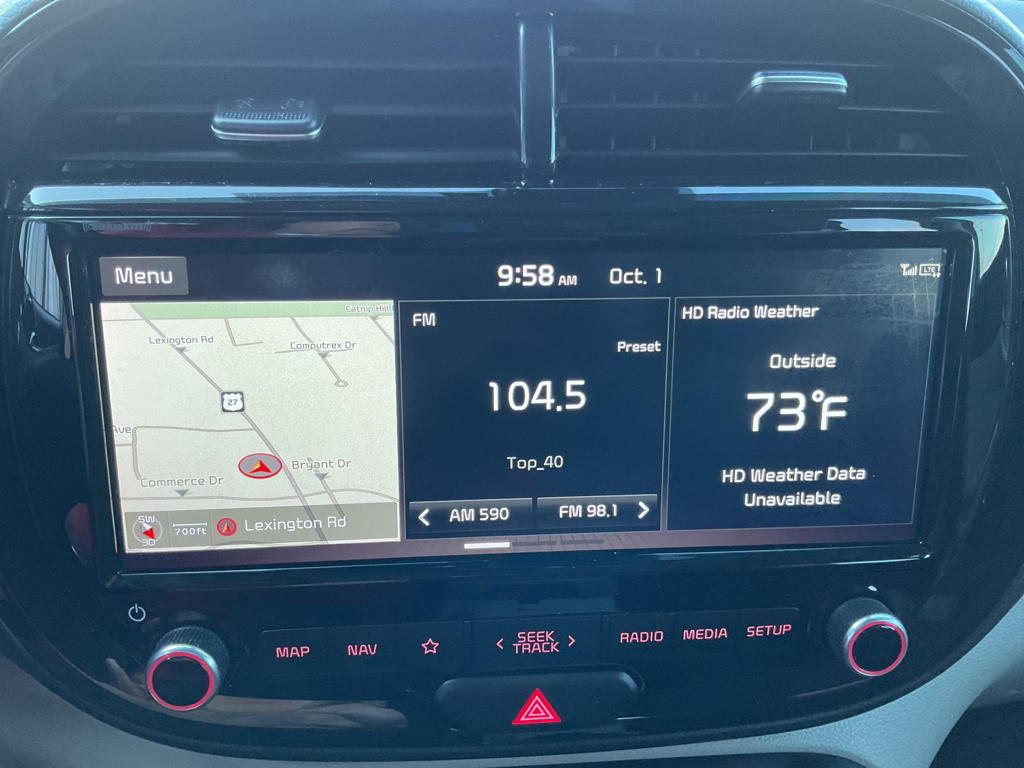 Menu
9:58 AM
Oct. 1
LTE
Catnip Hill
Lexington Rd
Computrex Dr
27
Ave
Bryant Dr
Commerce Dr
SW
3D
700ft
Lexington Rd
FM
Preset
104.5
Top_40
AM 590
FM 98.1
HD Radio Weather
Outside
73°F
HD Weather Data
Unavailable
MAP
NAV
SEEK
TRACK
RADIO
MEDIA
SETUP